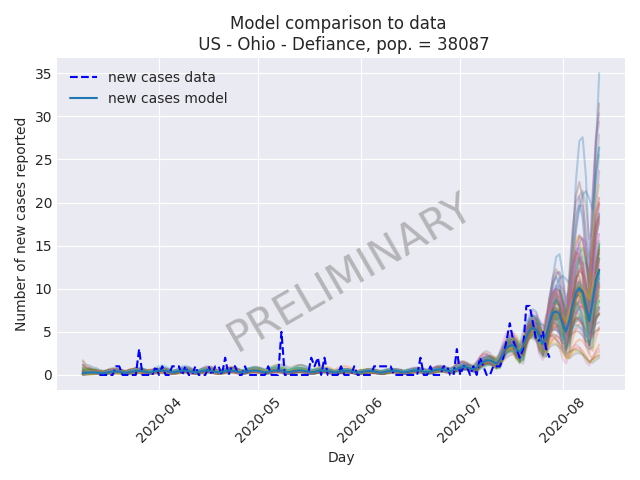 Model comparison to data
US - Ohio - Defiance, pop. = 38087
new cases data
new cases model
Number of new cases reported
35
30
25
20
15
10
5
0
PRELIMINARY
2020-04
2020-05
2020-06
2020-07
2020-08
Day